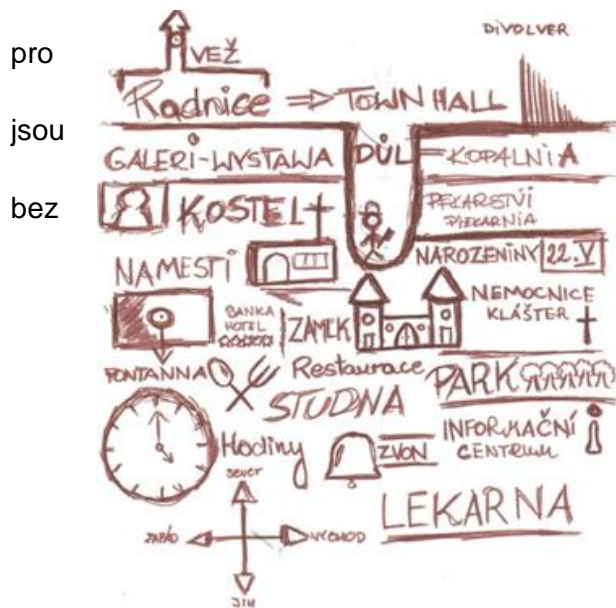 pro
jsou
bez
DIVOLVER
VEŽ
Radnice ⇒ TOWN HALL
GALERI-WYSTAWA
DŮL = KOPALNIA
KOSTEL
PEKARSTVÍ
PIEKARNIA
NAROZENINY 22.V
NAMESTÍ
BANKA
HOTEL
ZAMEK
NEMOCNICE
KLÁŠTER
FONTANNA
Restaurace
PARK
STUDNA
Hodiny
ZVON
INFORMAČNÍ
CENTRUM
sever
ZAPAD
VYCHOD
JIH
LEKARNA